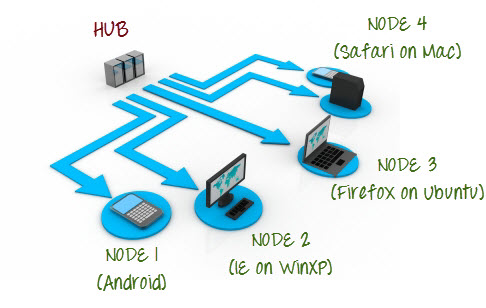 HUB
NODE 4
(Safari on Mac)
NODE 3
(Firefox on Ubuntu)
NODE 2
(IE on WinXP)
NODE 1
(Android)